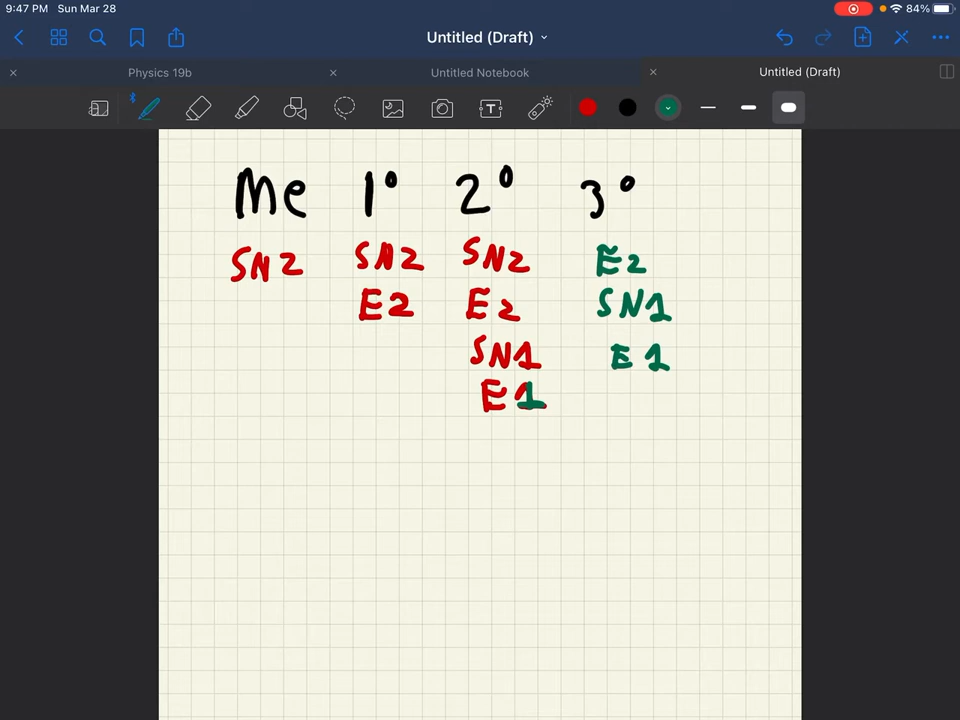 9:47 PM Sun Mar 28 84%
Untitled (Draft)
Physics 19b Untitled Notebook Untitled (Draft)
T
Me 1° 2° 3°
SN2 SN2 SN2 E2
E2 E2 SN1
SN1 E1
E1